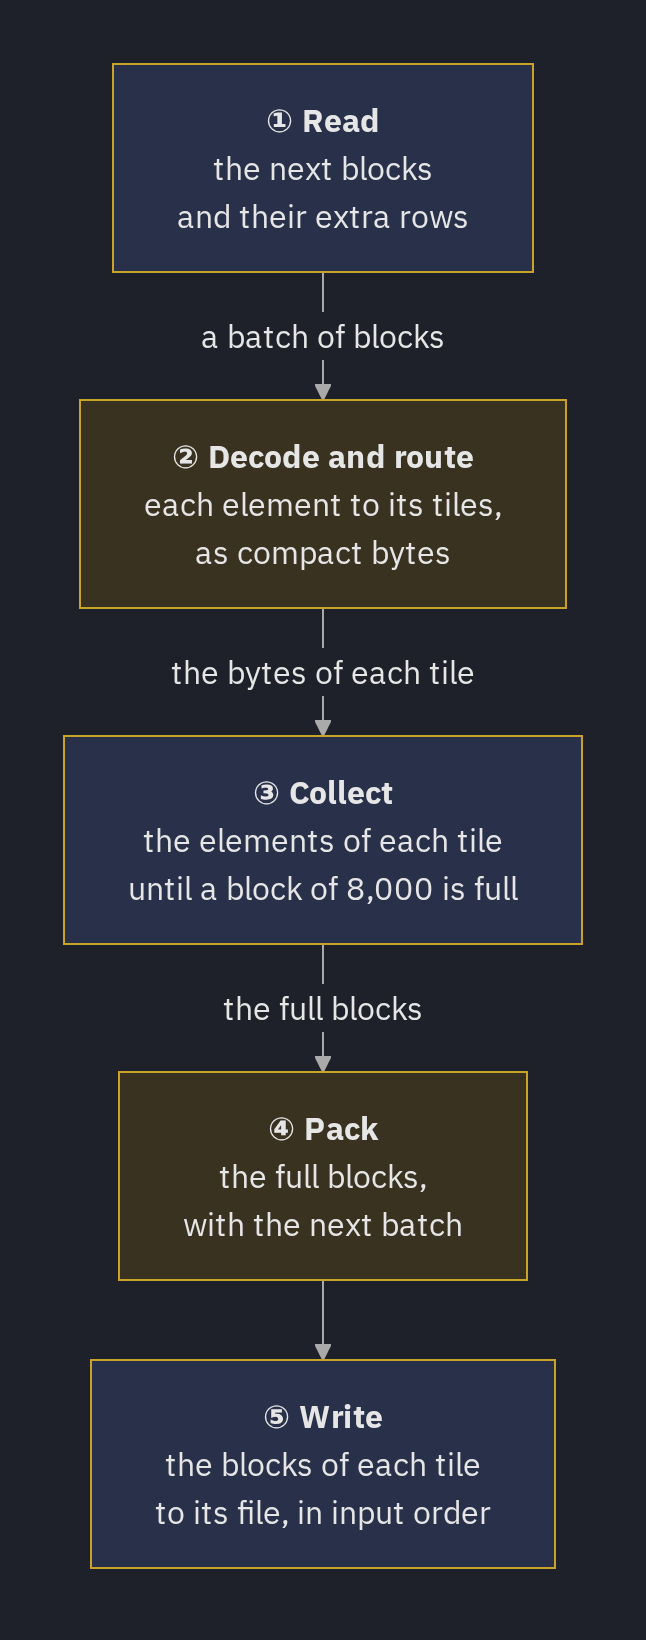 ① Read
the next blocks
and their extra rows
a batch of blocks
② Decode and route
each element to its tiles,
as compact bytes
the bytes of each tile
③ Collect
the elements of each tile
until a block of 8,000 is full
the full blocks
④ Pack
the full blocks,
with the next batch
⑤ Write
the blocks of each tile
to its file, in input order